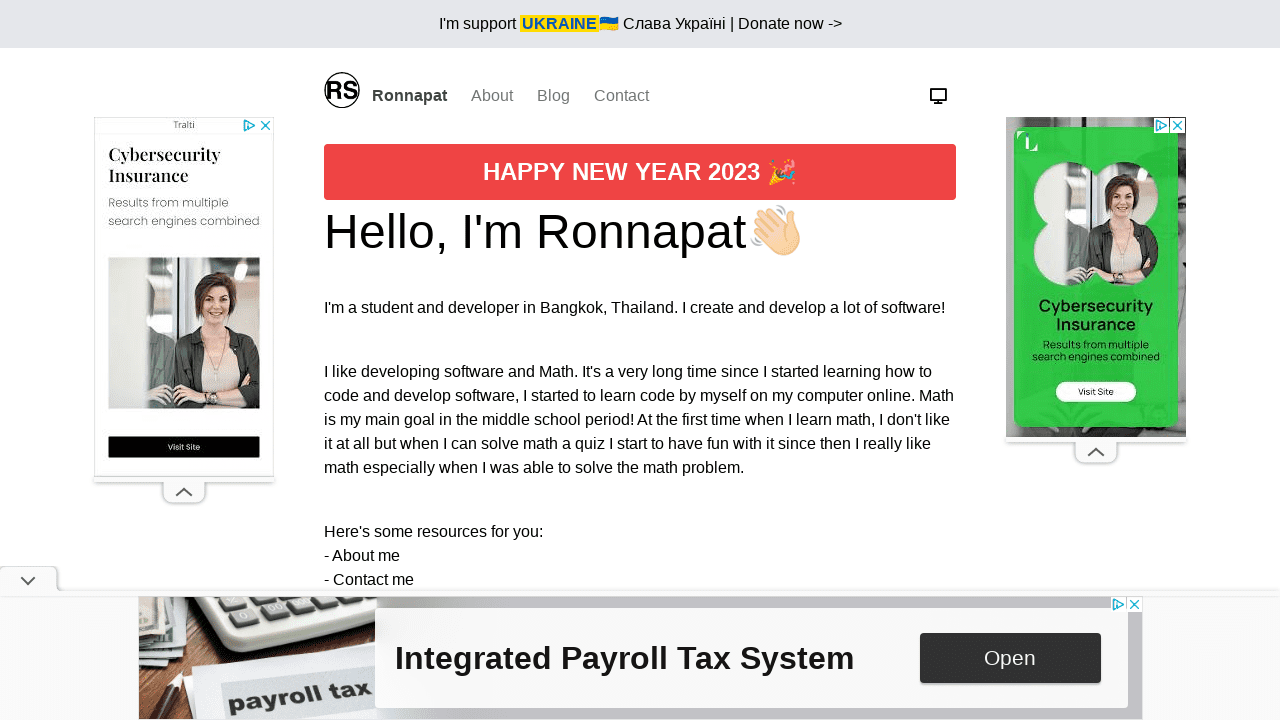 I'm support UKRAINE🇺🇦 Слава Україні | Donate now ->
RS Ronnapat About Blog Contact
Tralti
Cybersecurity
Insurance
Results from multiple
search engines combined
Visit Site
HAPPY NEW YEAR 2023 🎉
Hello, I'm Ronnapat👋🏻
I'm a student and developer in Bangkok, Thailand. I create and develop a lot of software!
I like developing software and Math. It's a very long time since I started learning how to
code and develop software, I started to learn code by myself on my computer online. Math
is my main goal in the middle school period! At the first time when I learn math, I don't like
it at all but when I can solve math a quiz I start to have fun with it since then I really like
math especially when I was able to solve the math problem.
Here's some resources for you:
- About me
- Contact me
L
Cybersecurity
Insurance
Results from multiple
search engines combined
Visit Site
payroll tax
Integrated Payroll Tax System
Open